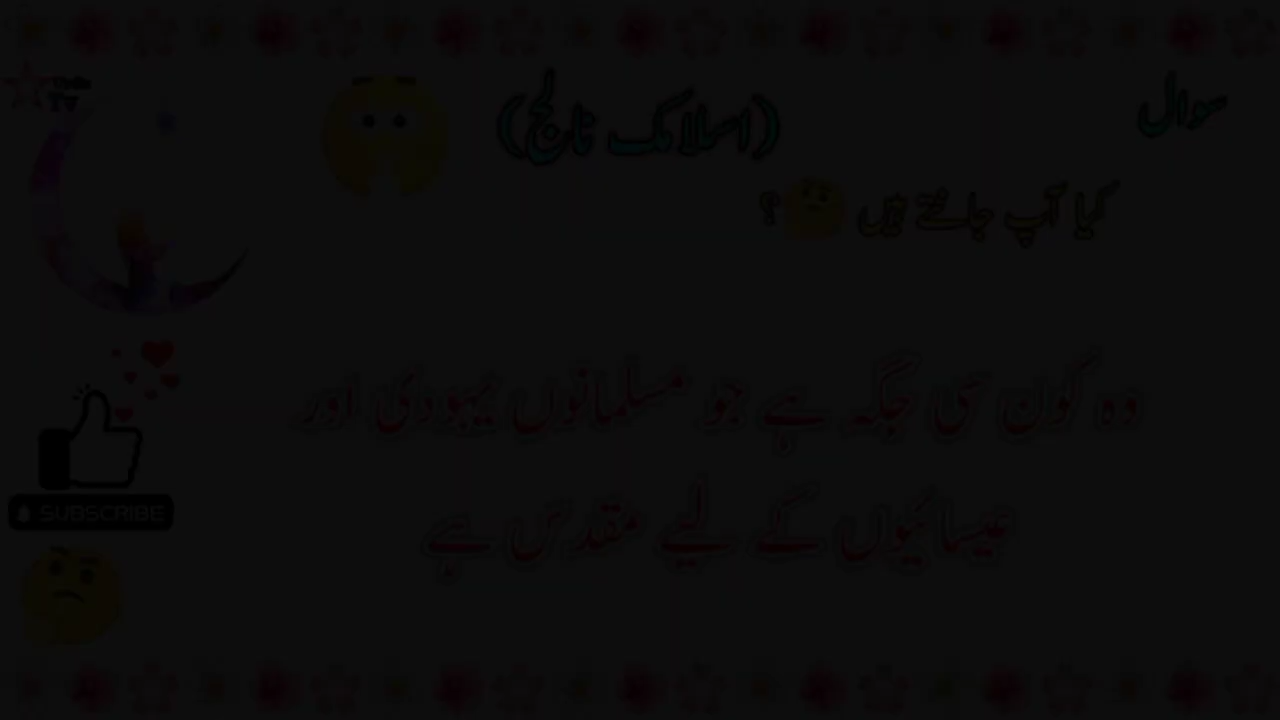 سوال
(اسلامک نالج)
کیا آپ جانتے ہیں 🤔 ؟
وہ کون سی جگہ ہے جو مسلمانوں یہودی اور
عیسائیوں کے لیے مقدس ہے
SUBSCRIBE